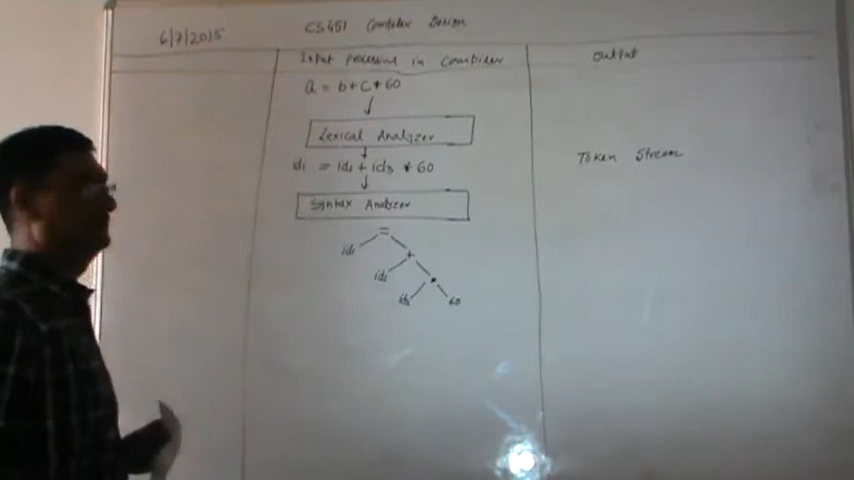 6/7/2015
CS451 Compiler Design
Input Processing in Compiler
Output
a = b + c * 60
Lexical Analyzer
Token Stream
id1 = id2 + id3 * 60
Syntax Analyzer
=
id1
+
id2
*
id3
60